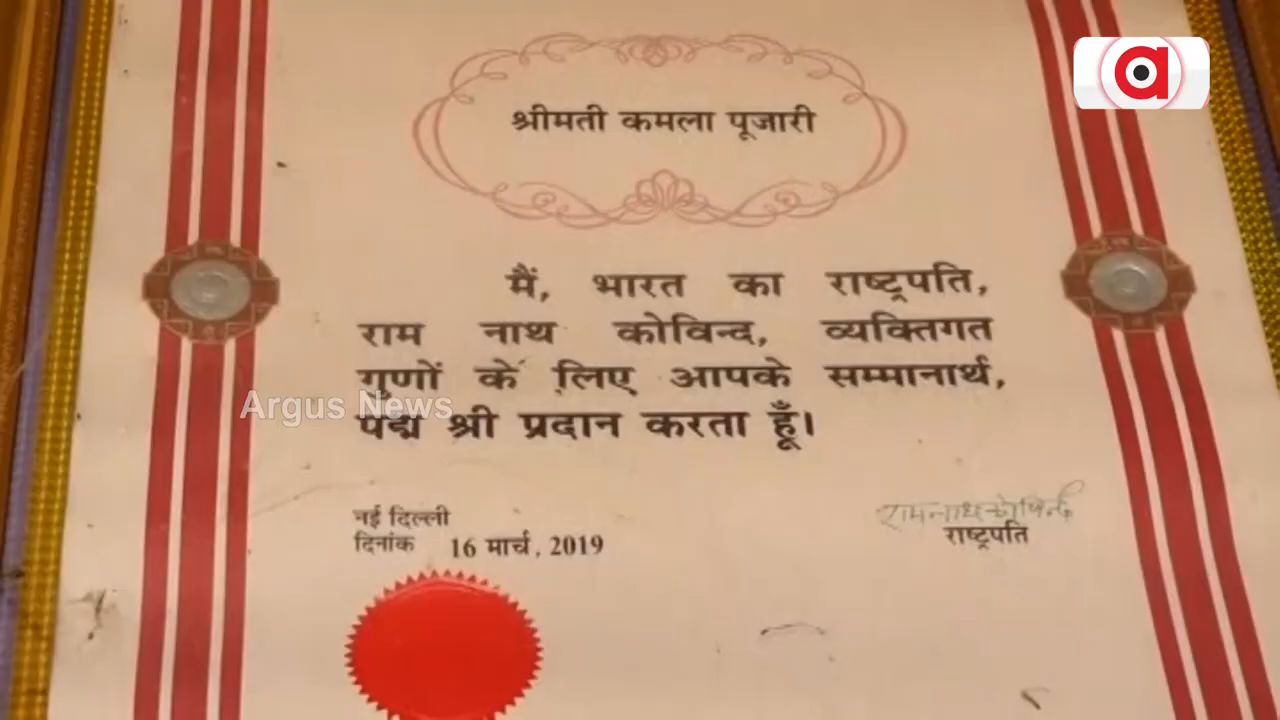 श्रीमती कमला पूजारी
मैं, भारत का राष्ट्रपति,
राम नाथ कोविन्द, व्यक्तिगत
गुणों के लिए आपके सम्मानार्थ,
Argus News
पद्म श्री प्रदान करता हूँ।
नई दिल्ली
रामनाथ कोविन्द
दिनांक 16 मार्च, 2019
राष्ट्रपति